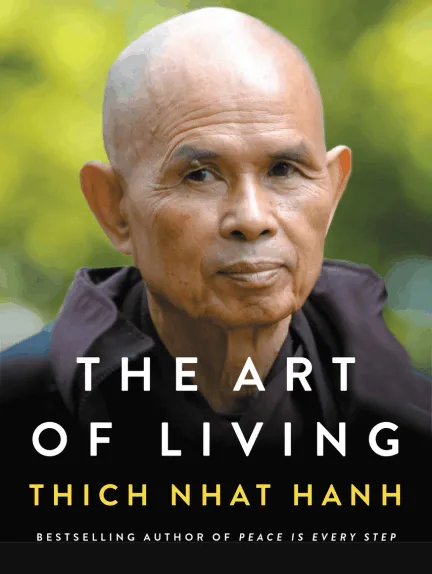 THE ART
OF LIVING
THICH NHAT HANH
BESTSELLING AUTHOR OF PEACE IS EVERY STEP